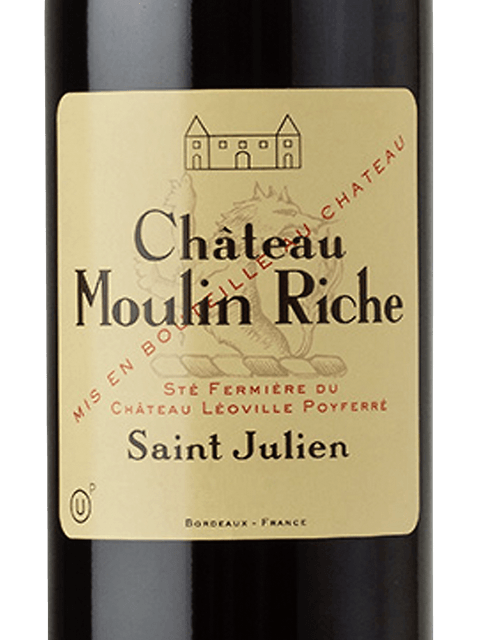 Château
Moulin Riche
MIS EN BOUTEILLE AU CHATEAU
STÉ FERMIÈRE DU
CHÂTEAU LÉOVILLE POYFERRÉ
Saint Julien
U P
BORDEAUX - FRANCE